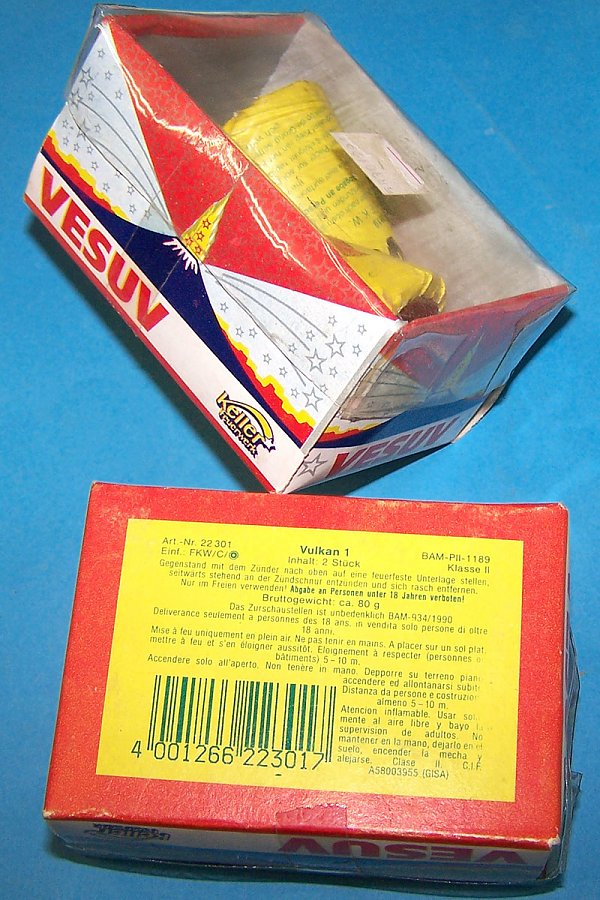 VESUV
Keller
Feuerwerk
VESUV
Art.-Nr. 22301
Vulkan 1
BAM-PII-1189
Einf.: FKW/C/
Inhalt: 2 Stück
Klasse II
Gegenstand mit dem Zünder nach oben auf eine feuerfeste Unterlage stellen,
seitwarts stehend an der Zündschnur entzünden und sich rasch entfernen.
Nur im Freien verwenden! Abgabe an Personen unter 18 Jahren verboten!
Bruttogewicht: ca. 80 g
Das Zurschaustellen ist unbedenklich BAM-934/1990
Deliverance seulement a personnes des 18 ans. in vendita solo persone di oltre
18 anni.
Mise à feu uniquement en plein air. Ne pas tenir en mains. A placer sur un sol plat.
mettre à feu et s'en éloigner aussitôt. Eloignement à respecter (personnes
bâtiments) 5-10 m.
Accendere solo all'aperto. Non tenere in mano. Depporre su terreno
accendere ed allontanarsi
Distanza da persone e
almeno 5-10 m.
Atencion inflamable. Usar
mente al aire libre y bajo
supervision de adultos. No
mantener en la mano, dejarlo en
suelo, encender la mecha y
alejarse. Clase II. C.I.F.
A58003955 (GISA)
4 001266 223017
VESUV